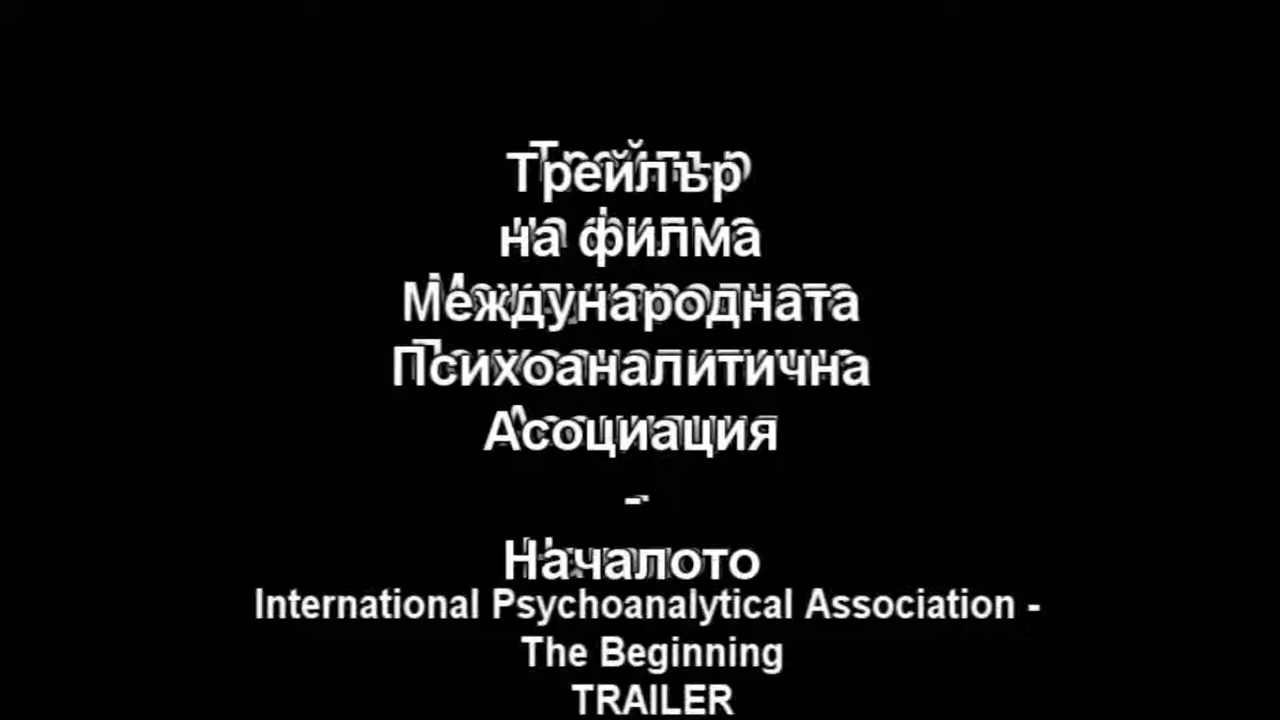 Трейлър
на филма
Международната
Психоаналитична
Асоциация
-
Началото
International Psychoanalytical Association -
The Beginning
TRAILER